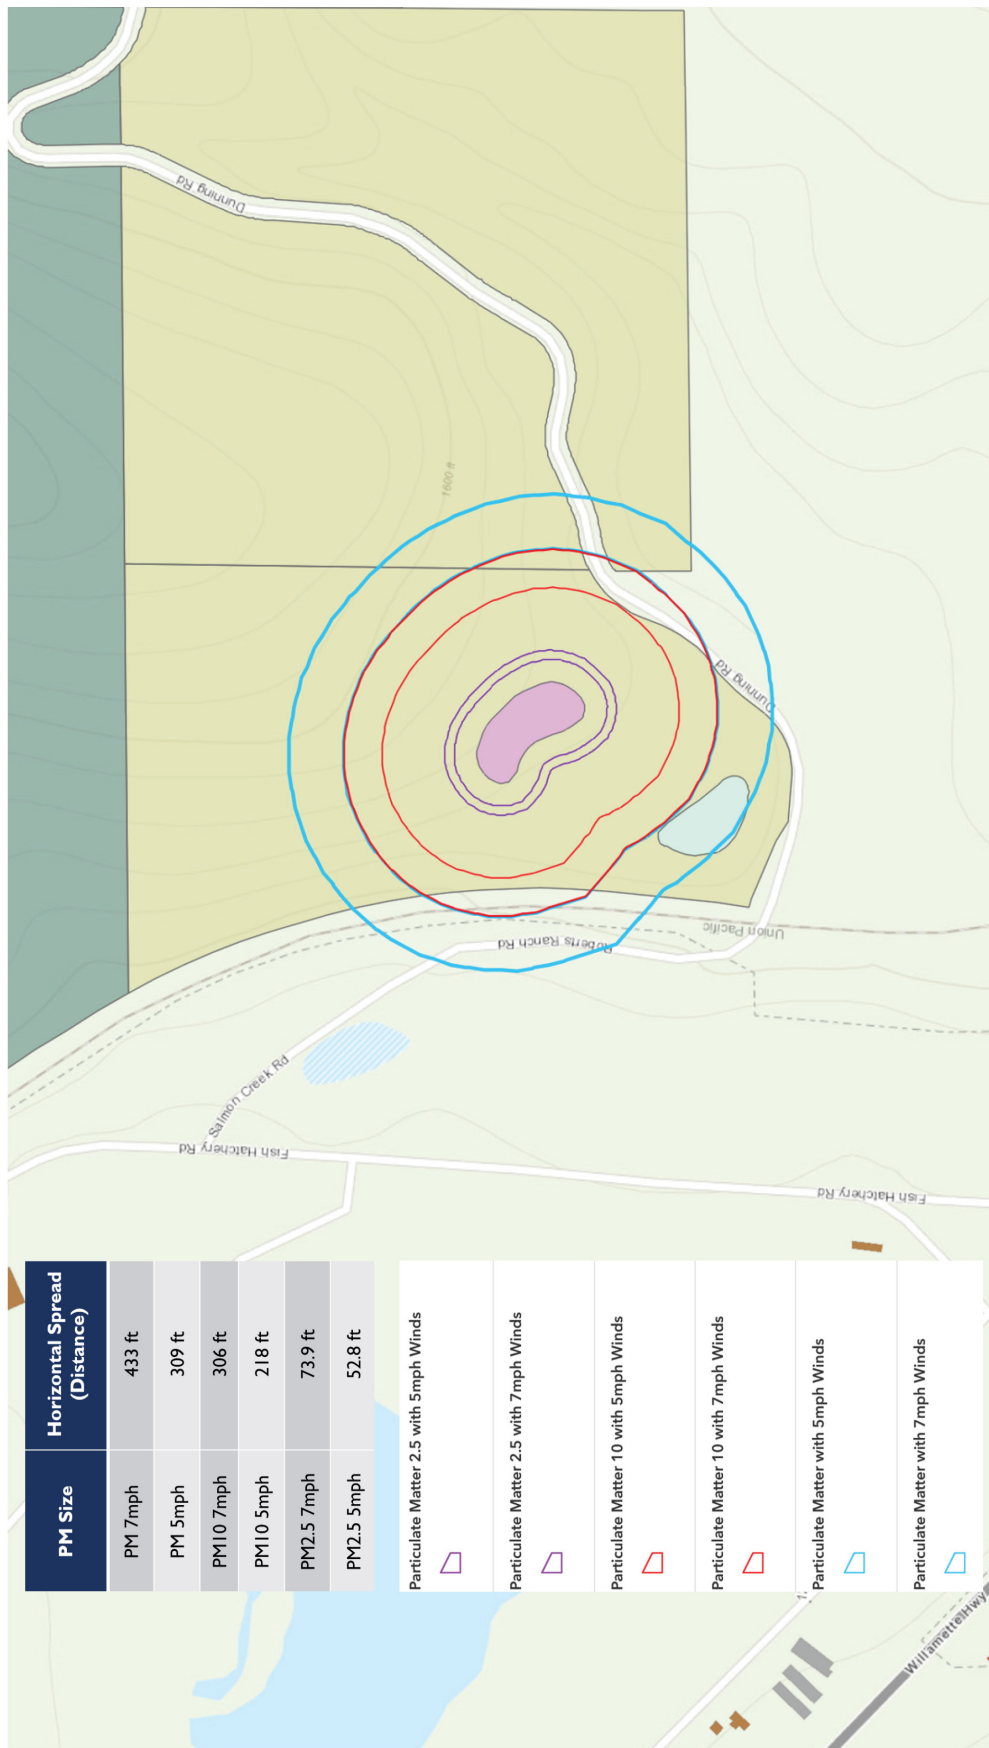 Dunning Rd
1600 ft
Dunning Rd
Union Pacific
Roberts Ranch Rd
Salmon Creek Rd
Fish Hatchery Rd
Fish Hatchery Rd
Willamette Hwy
PM Size Horizontal Spread
(Distance)
PM 7mph 433 ft
PM 5mph 309 ft
PM10 7mph 306 ft
PM10 5mph 218 ft
PM2.5 7mph 73.9 ft
PM2.5 5mph 52.8 ft
Particulate Matter 2.5 with 5mph Winds
Particulate Matter 2.5 with 7mph Winds
Particulate Matter 10 with 5mph Winds
Particulate Matter 10 with 7mph Winds
Particulate Matter with 5mph Winds
Particulate Matter with 7mph Winds